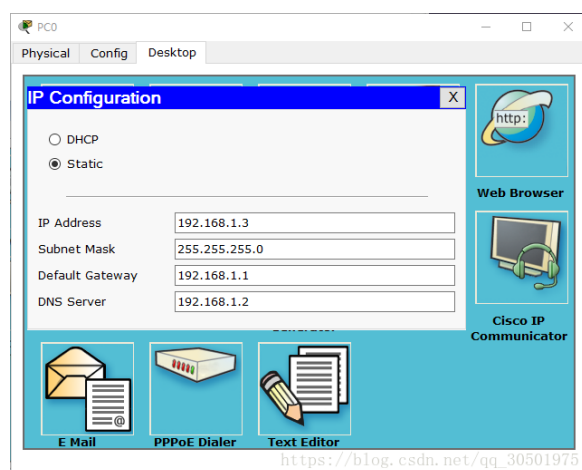 PC0
Physical Config Desktop
IP Configuration X
DHCP
Static
IP Address 192.168.1.3
Subnet Mask 255.255.255.0
Default Gateway 192.168.1.1
DNS Server 192.168.1.2
http:
Web Browser
Cisco IP
Communicator
E Mail
PPPoE Dialer
Text Editor
https://blog.csdn.net/qq_30501975